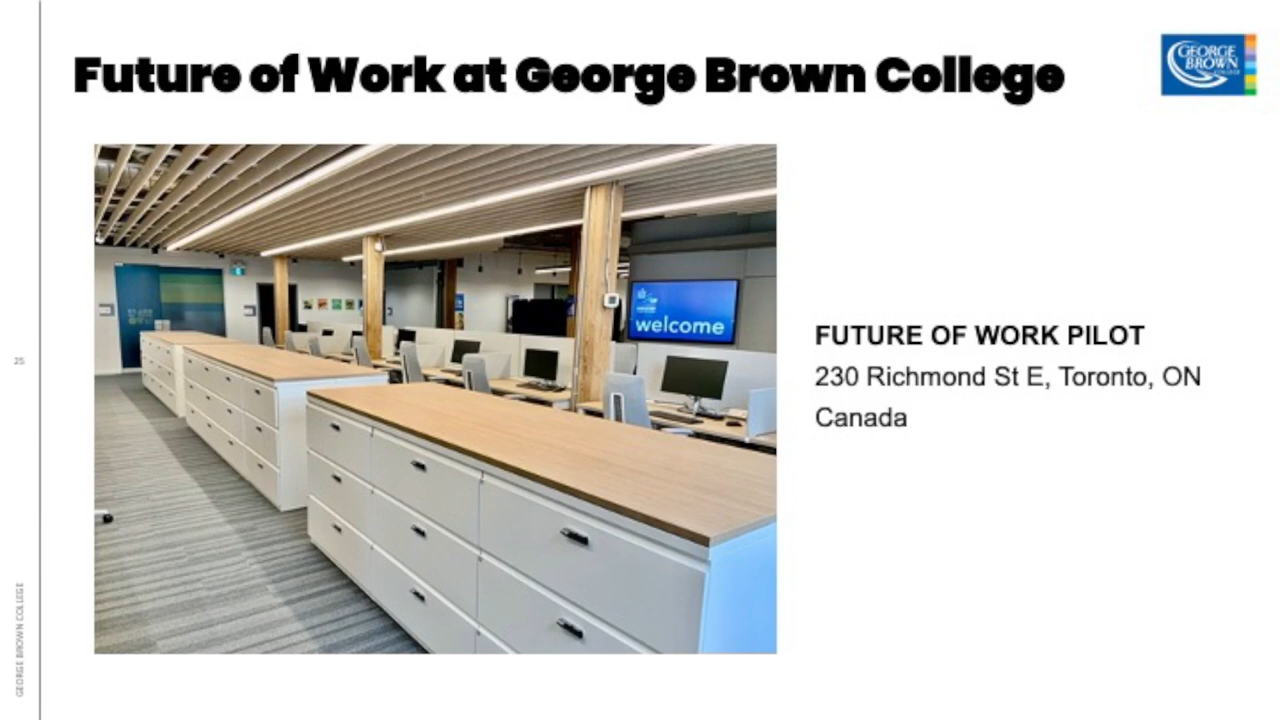 Future of Work at George Brown College
GEORGE
BROWN
COLLEGE
welcome
FUTURE OF WORK PILOT
230 Richmond St E, Toronto, ON
Canada
25
GEORGE BROWN COLLEGE